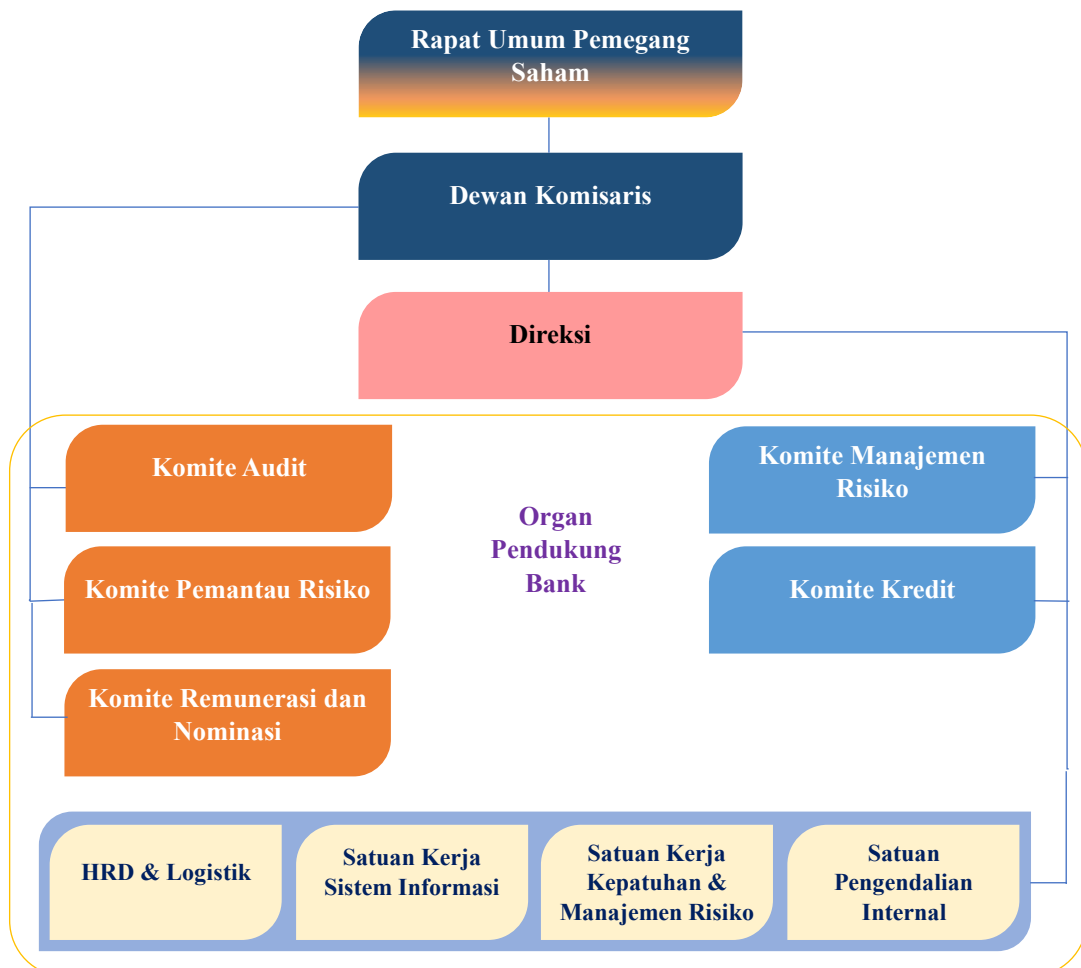 Rapat Umum Pemegang
Saham
Dewan Komisaris
Direksi
Komite Audit
Komite Pemantau Risiko
Komite Remunerasi dan
Nominasi
Organ
Pendukung
Bank
Komite Manajemen
Risiko
Komite Kredit
HRD & Logistik
Satuan Kerja
Sistem Informasi
Satuan Kerja
Kepatuhan &
Manajemen Risiko
Satuan
Pengendalian
Internal